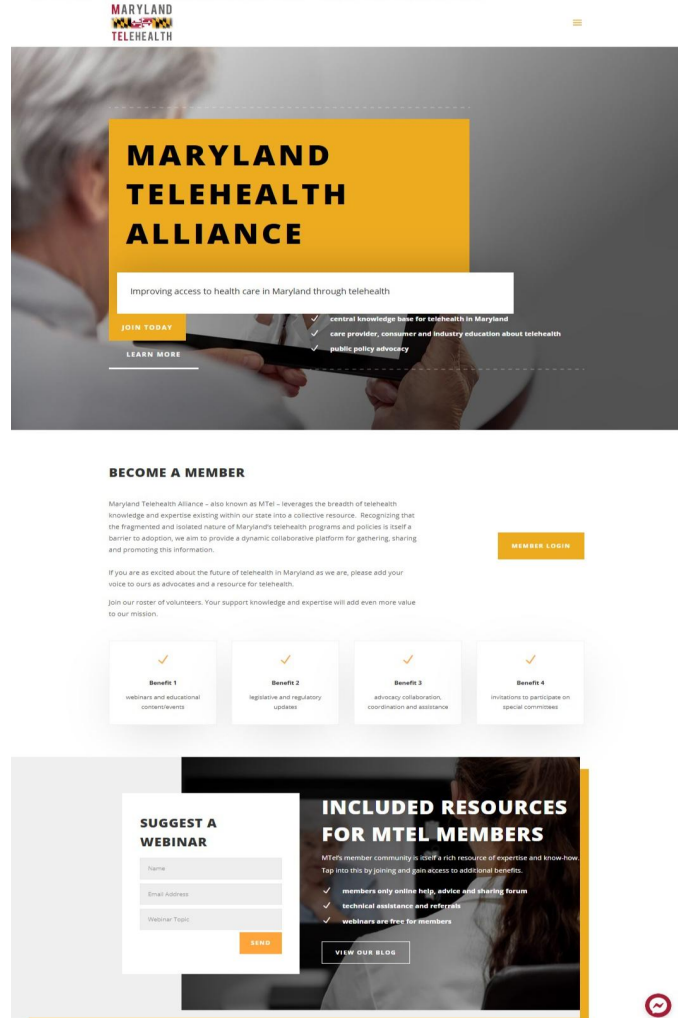 MARYLAND
TELEHEALTH
MARYLAND
TELEHEALTH
ALLIANCE
Improving access to health care in Maryland through telehealth
JOIN TODAY
LEARN MORE
central knowledge base for telehealth in Maryland
care provider, consumer and industry education about telehealth
public policy advocacy
BECOME A MEMBER
Maryland Telehealth Alliance – also known as MTel – leverages the breadth of telehealth
knowledge and expertise existing within our state into a collective resource. Recognizing that
the fragmented and isolated nature of Maryland's telehealth programs and policies is itself a
barrier to adoption, we aim to provide a dynamic collaborative platform for gathering, sharing
and promoting this information.
If you are as excited about the future of telehealth in Maryland as we are, please add your
voice to ours as advocates and a resource for telehealth.
Join our roster of volunteers. Your support knowledge and expertise will add even more value
to our mission.
MEMBER LOGIN
Benefit 1
webinars and educational
content/events
Benefit 2
legislative and regulatory
updates
Benefit 3
advocacy collaboration,
coordination and assistance
Benefit 4
invitations to participate on
special committees
SUGGEST A
WEBINAR
Name
Email Address
Webinar Topic
SEND
INCLUDED RESOURCES
FOR MTEL MEMBERS
MTel's member community is itself a rich resource of expertise and know-how.
Tap into this by joining and gain access to additional benefits.
members only online help, advice and sharing forum
technical assistance and referrals
webinars are free for members
VIEW OUR BLOG